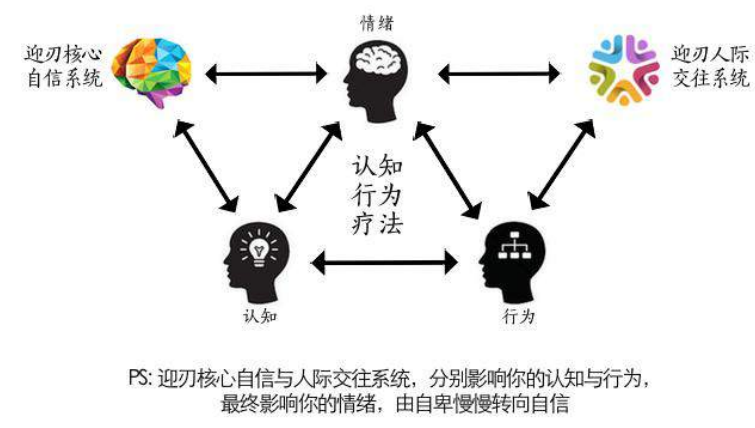 情绪
迎刃核心
自信系统
迎刃人际
交往系统
认知
行为
疗法
认知
行为
PS: 迎刃核心自信与人际交往系统，分别影响你的认知与行为，
最终影响你的情绪，由自卑慢慢转向自信